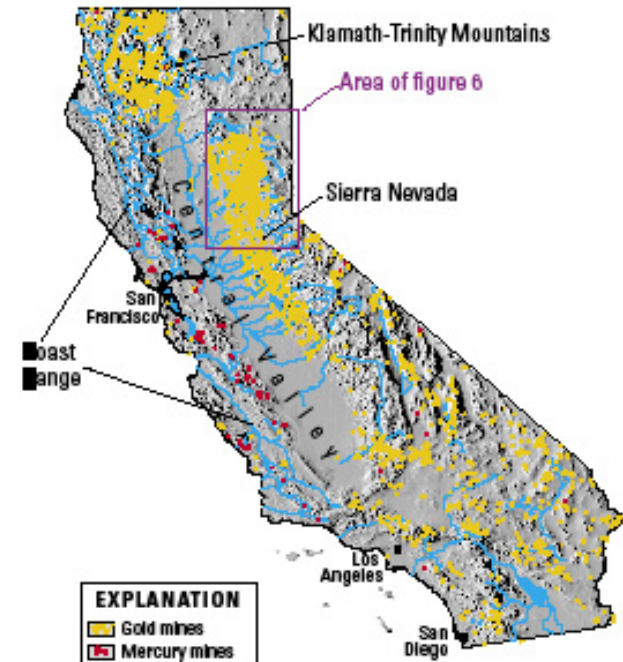 Klamath-Trinity Mountains
Area of figure 6
Sierra Nevada
Central Valley
San
Francisco
oast
ange
Los
Angeles
San
Diego
EXPLANATION
Gold mines
Mercury mines